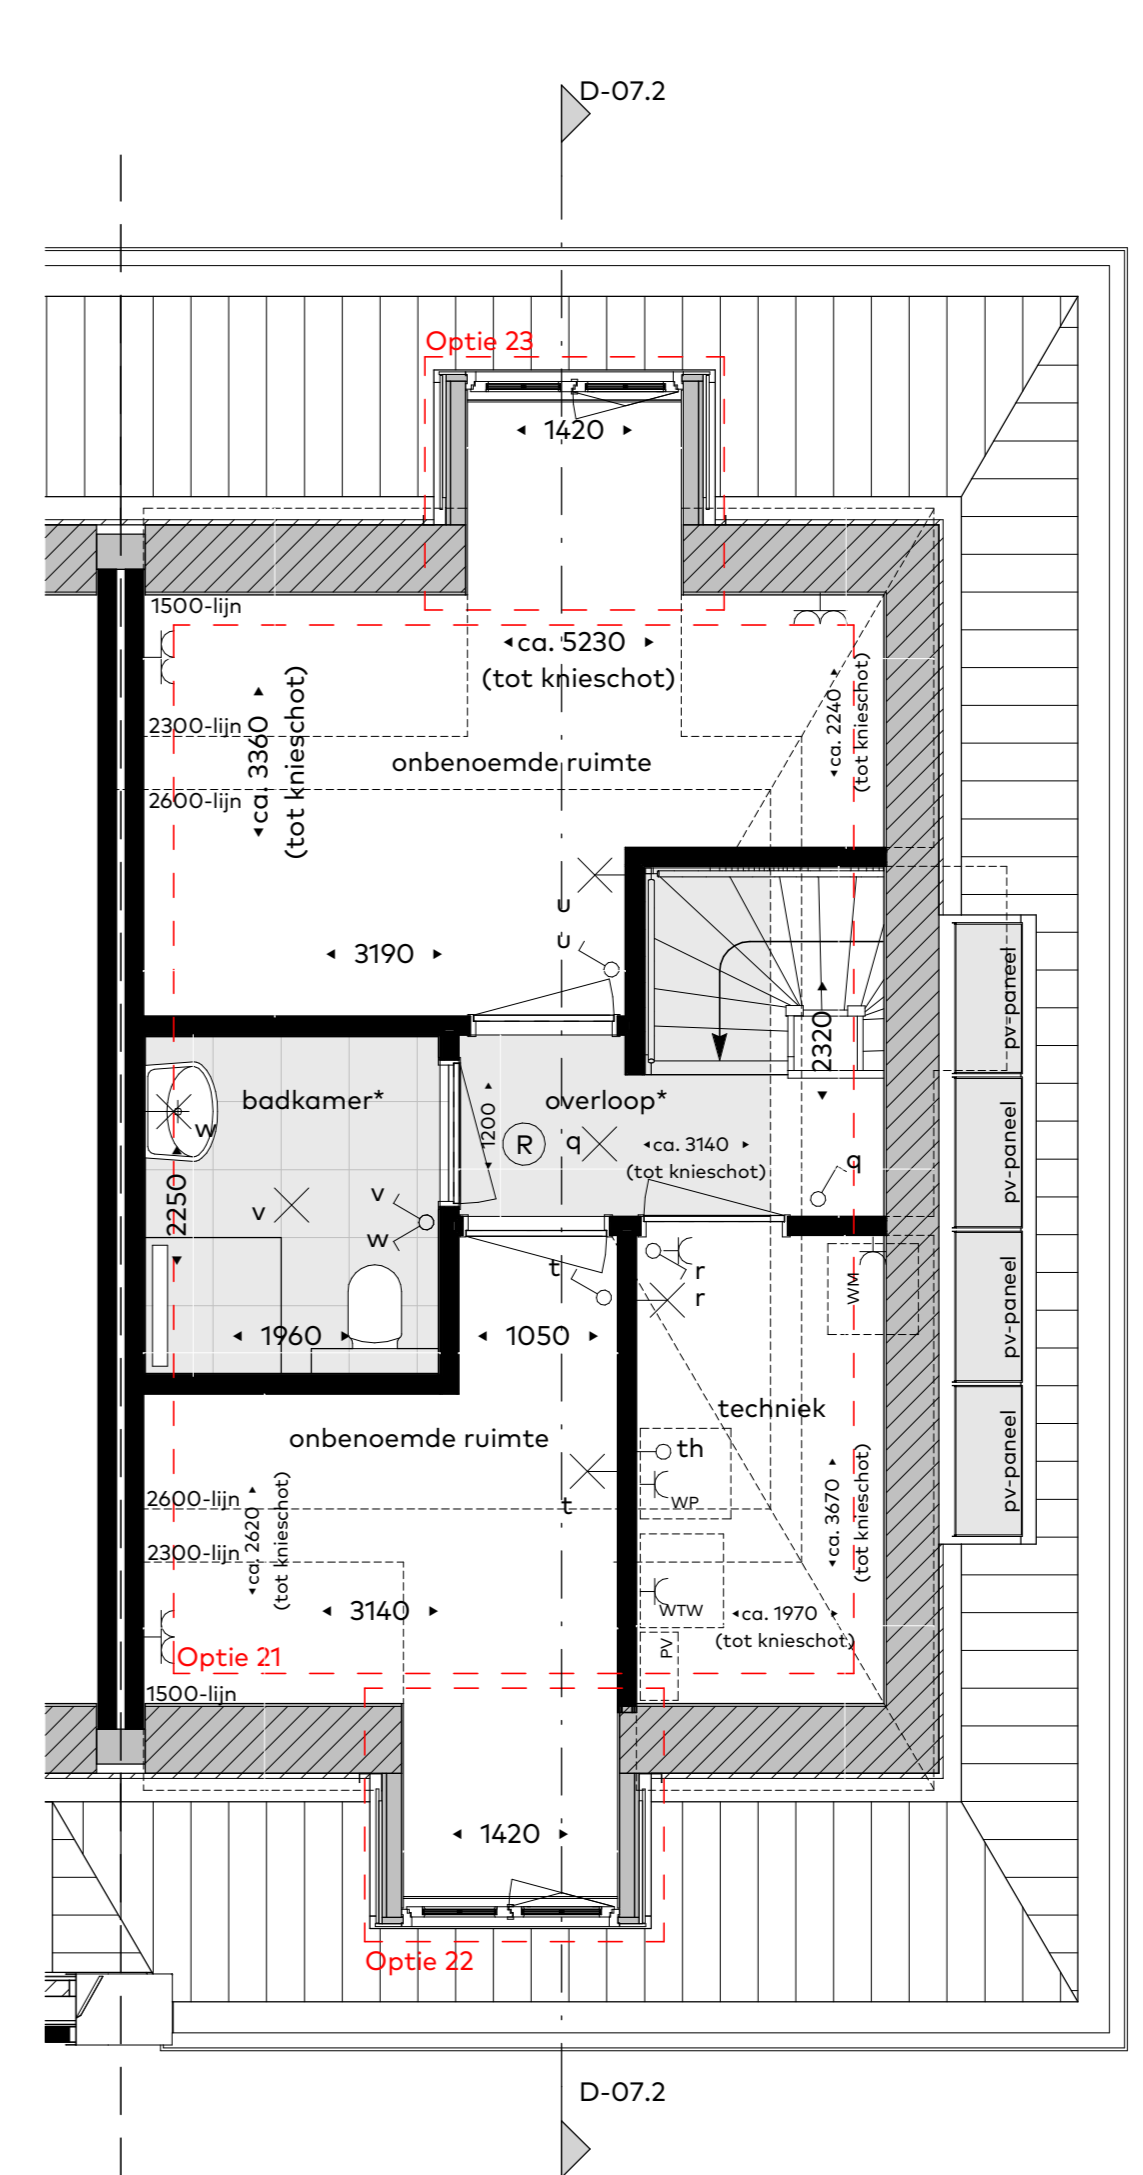 D-07.2
Optie 23
1420
1500-lijn
ca. 5230
(tot knieschot)
ca. 3360
(tot knieschot)
ca. 2240
(tot knieschot)
2300-lijn
onbenoemde ruimte
2600-lijn
u
u
3190
2320
pv-paneel
pv-paneel
pv-paneel
pv-paneel
badkamer*
overloop*
w
1200
R
q
ca. 3140
(tot knieschot)
q
2250
v
v
w
t
r
r
WM
1960
1050
techniek
onbenoemde ruimte
th
t
WP
2600-lijn
ca. 2620
(tot knieschot)
ca. 3670
(tot knieschot)
2300-lijn
3140
WTW
ca. 1970
(tot knieschot)
PV
Optie 21
1500-lijn
1420
Optie 22
D-07.2